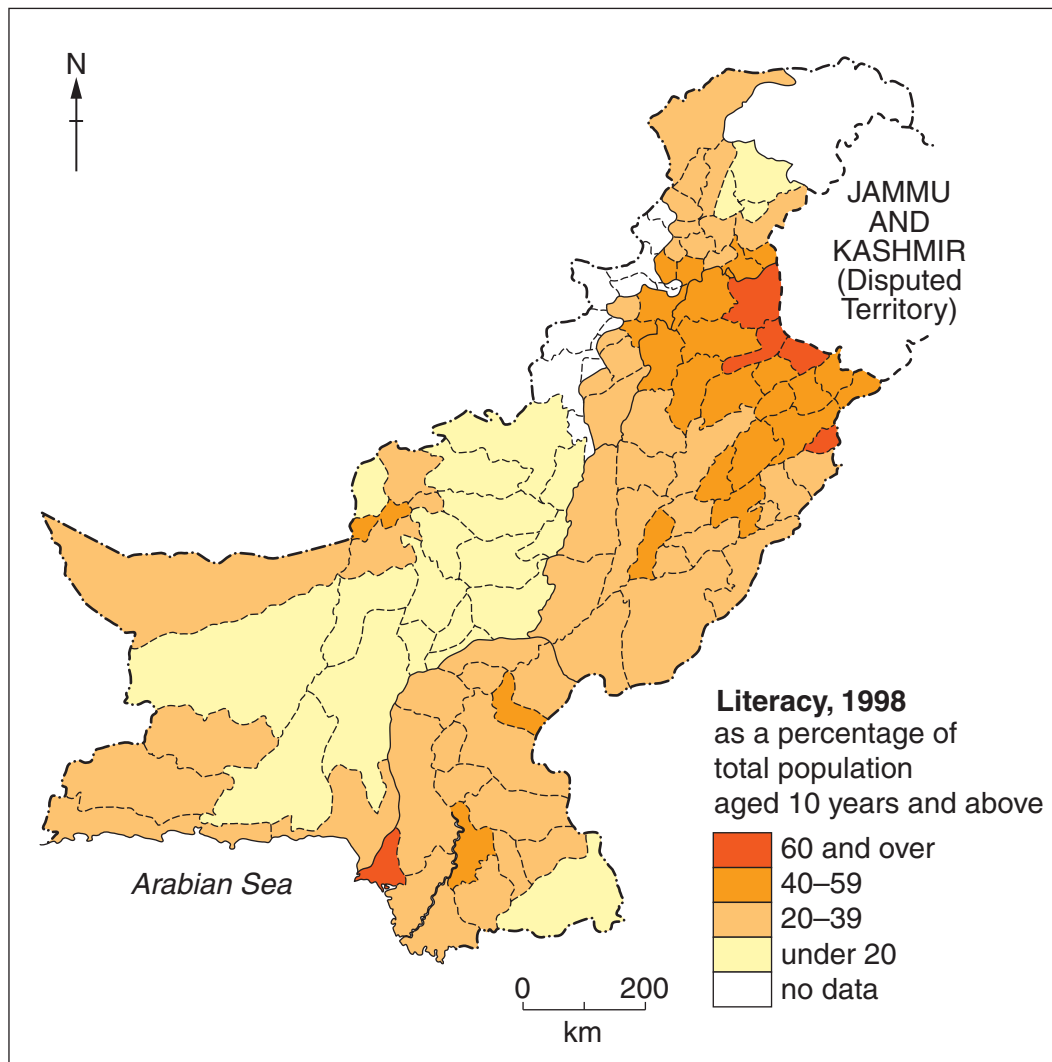 N
JAMMU
AND
KASHMIR
(Disputed
Territory)
Literacy, 1998
as a percentage of
total population
aged 10 years and above
60 and over
40–59
20–39
under 20
no data
Arabian Sea
0 200
km